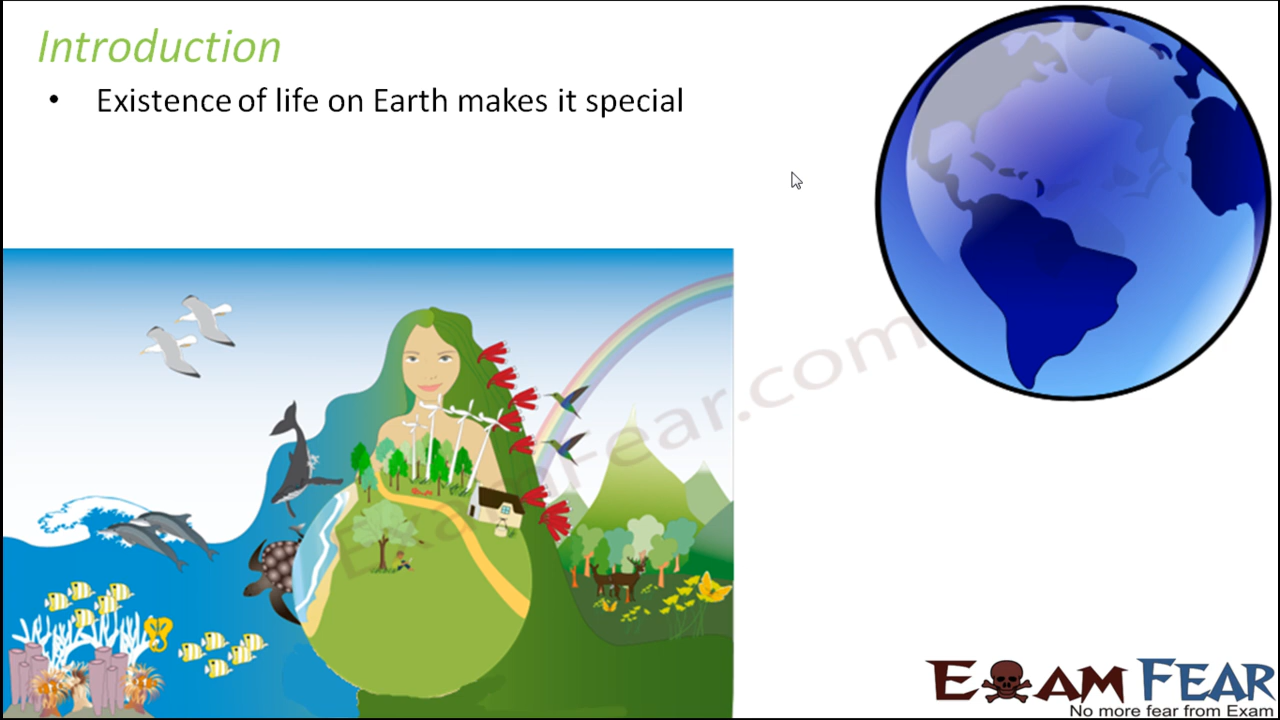 Introduction
• Existence of life on Earth makes it special
ExamFear.com
EXAM FEAR
No more fear from Exam